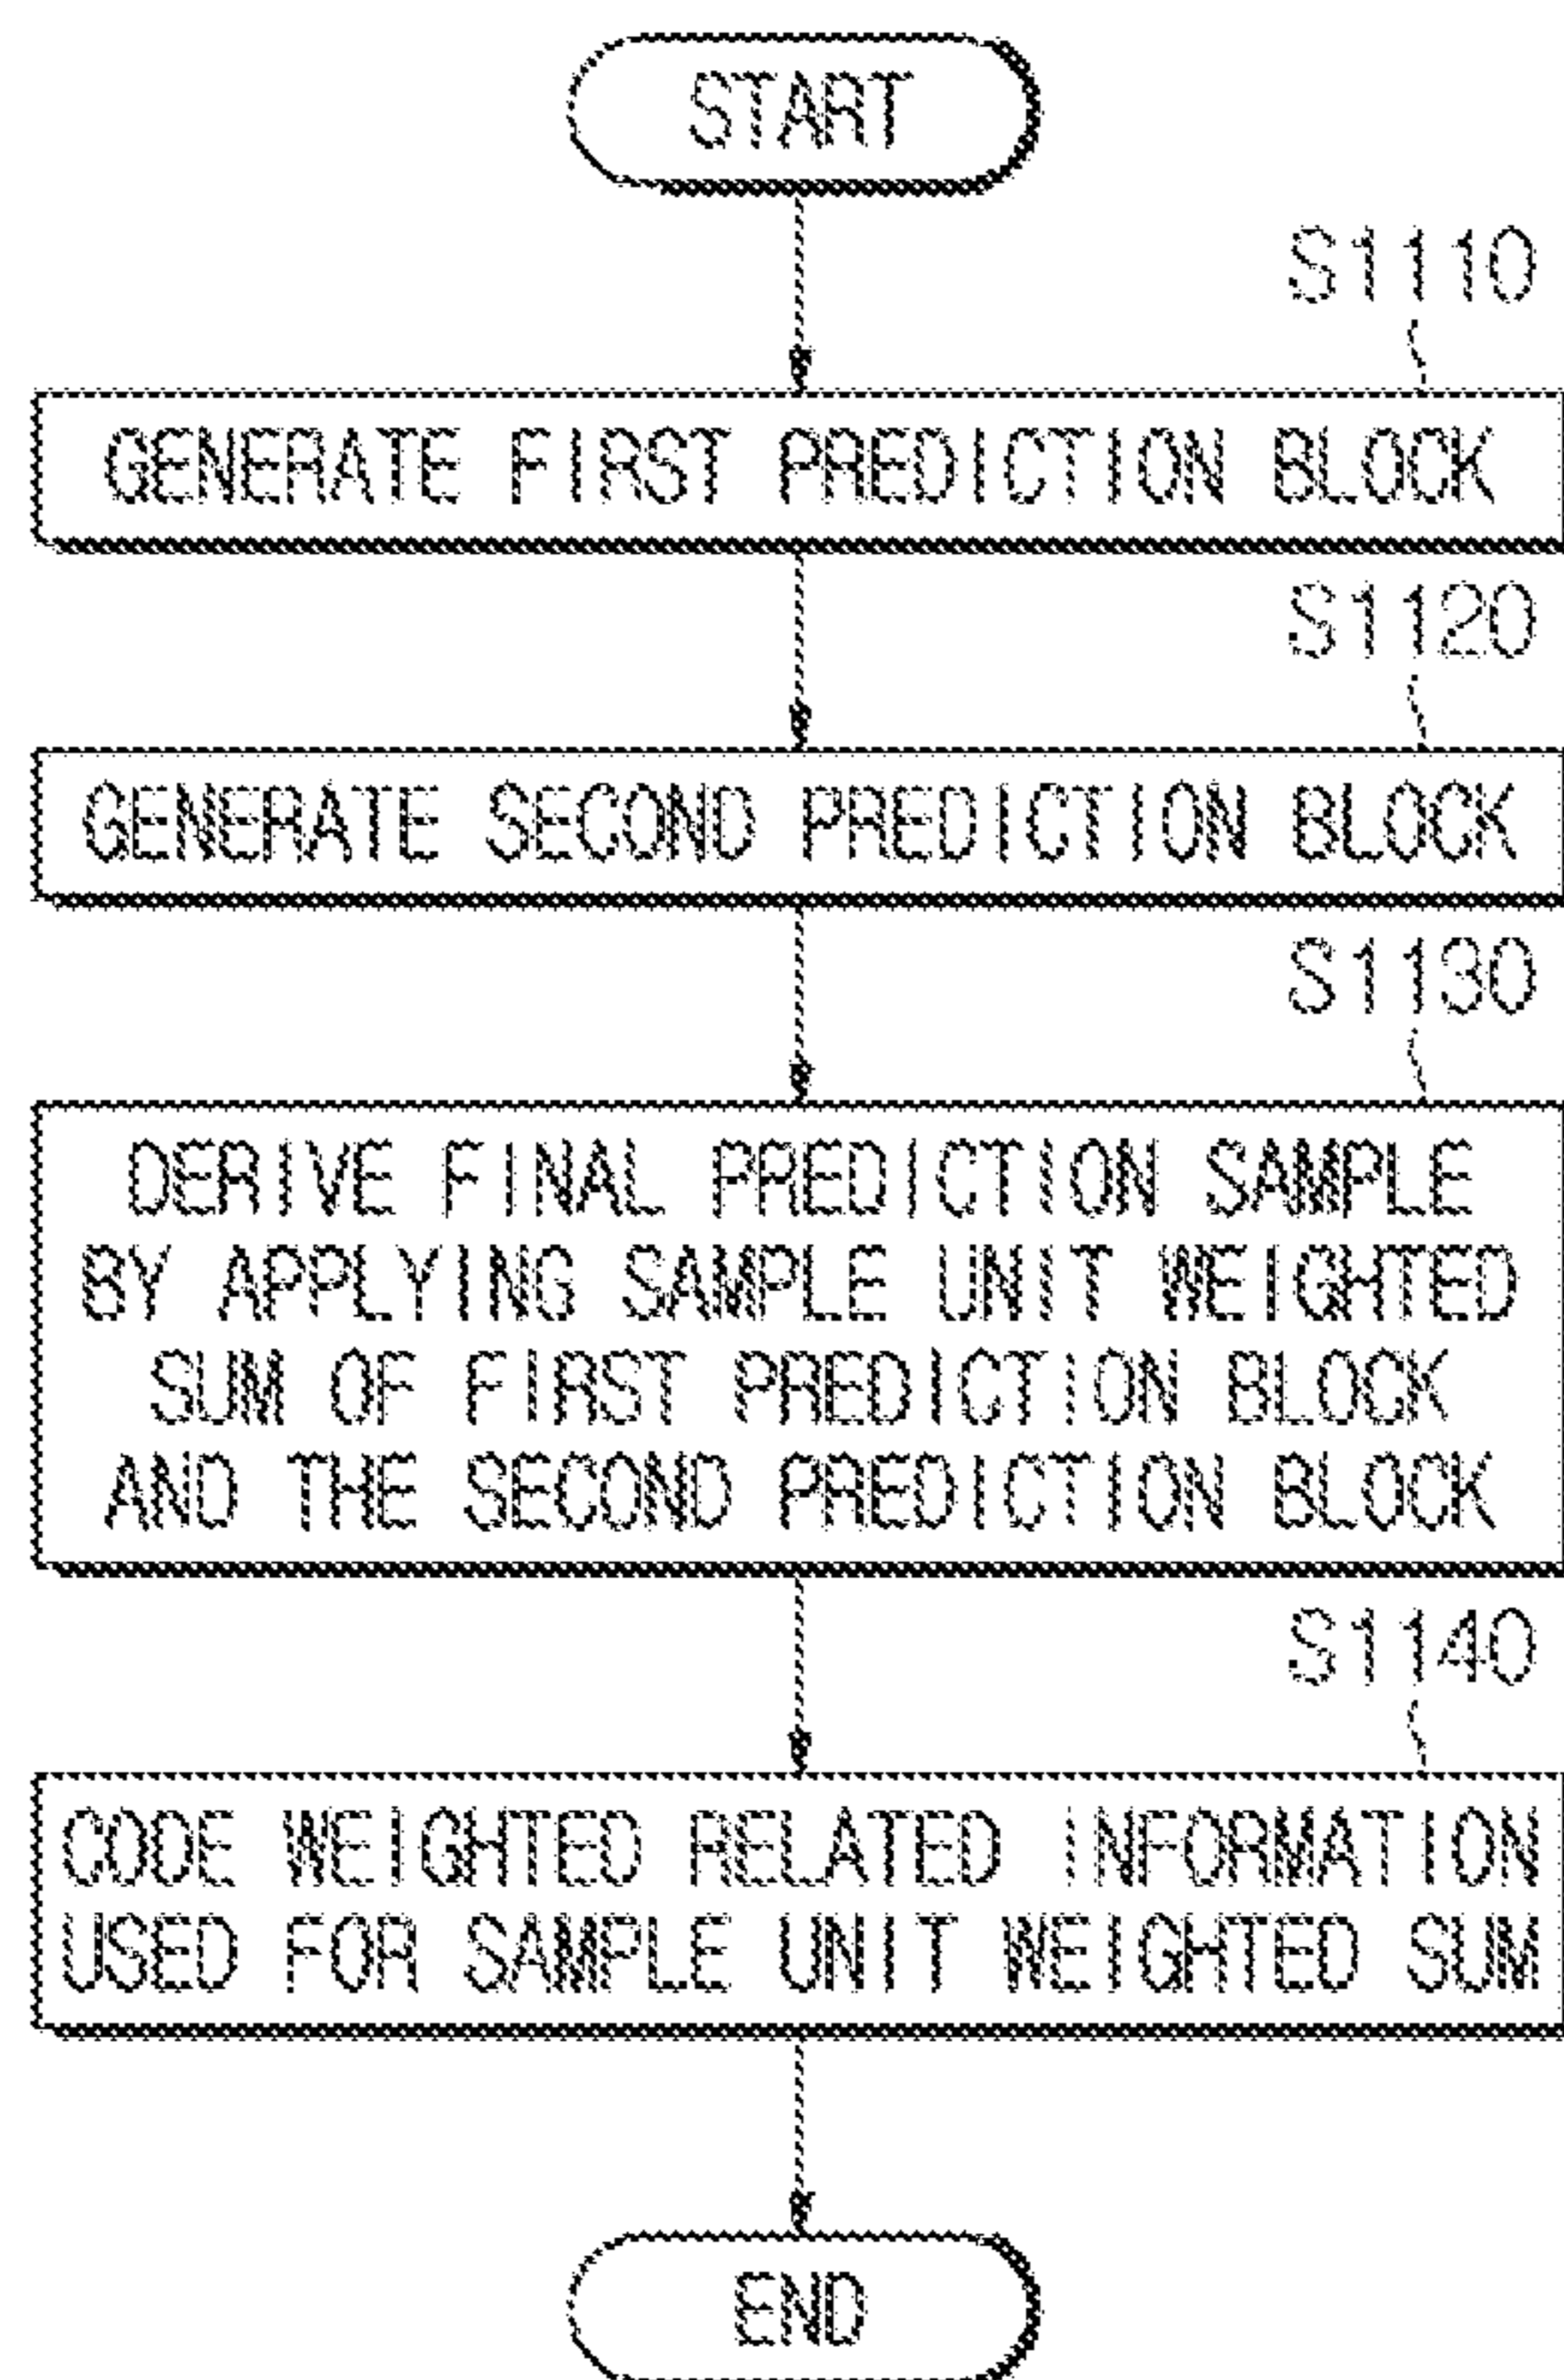 START
S1110
GENERATE FIRST PREDICTION BLOCK
S1120
GENERATE SECOND PREDICTION BLOCK
S1130
DERIVE FINAL PREDICTION SAMPLE
BY APPLYING SAMPLE UNIT WEIGHTED
SUM OF FIRST PREDICTION BLOCK
AND THE SECOND PREDICTION BLOCK
S1140
CODE WEIGHTED RELATED INFORMATION
USED FOR SAMPLE UNIT WEIGHTED SUM
END